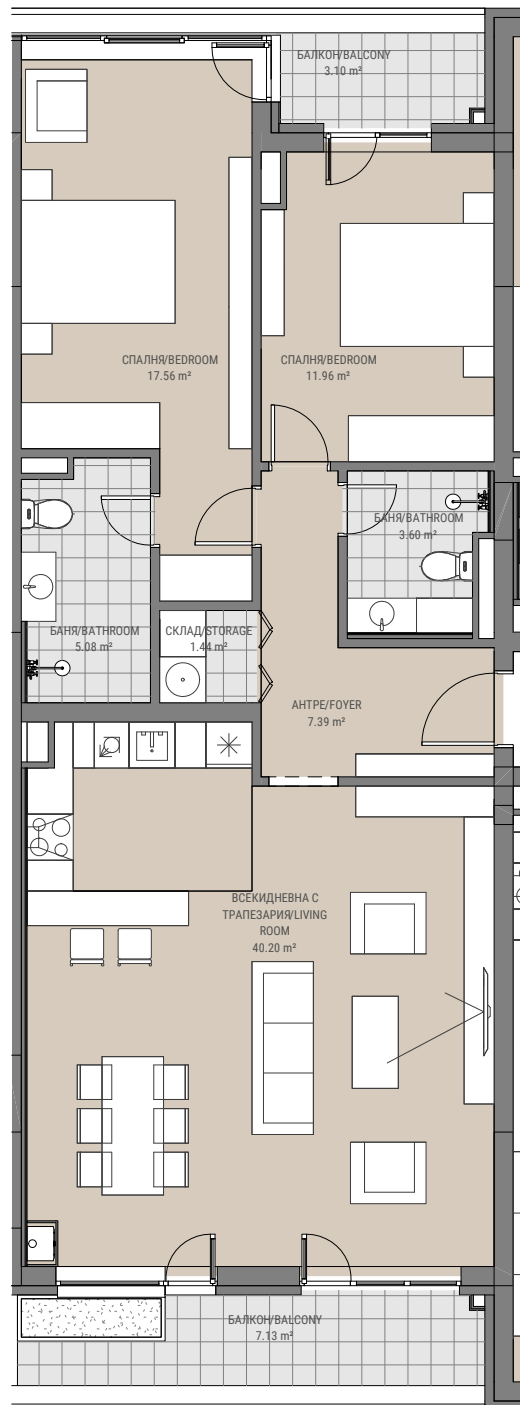 БАЛКОН/BALCONY
3.10 m²
СПАЛНЯ/BEDROOM
17.56 m²
СПАЛНЯ/BEDROOM
11.96 m²
БАНЯ/BATHROOM
3.60 m²
БАНЯ/BATHROOM
5.08 m²
СКЛАД/STORAGE
1.44 m²
АНТРЕ/FOYER
7.39 m²
ВСЕКИДНЕВНА С
ТРАПЕЗАРИЯ/LIVING
ROOM
40.20 m²
БАЛКОН/BALCONY
7.13 m²